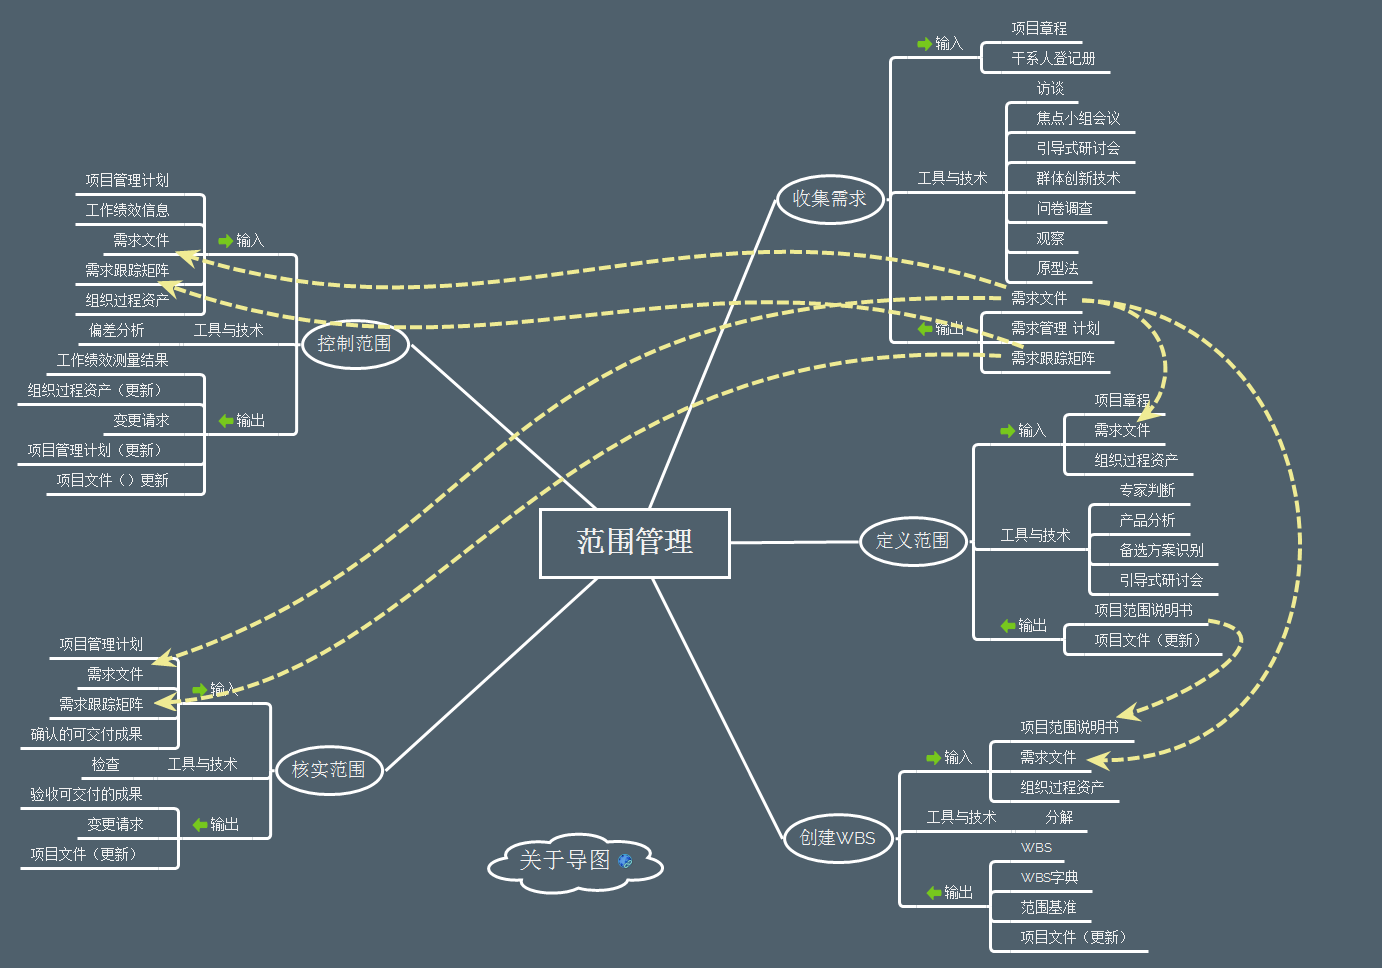 范围管理
收集需求
输入
项目章程
干系人登记册
工具与技术
访谈
焦点小组会议
引导式研讨会
群体创新技术
问卷调查
观察
原型法
输出
需求文件
需求管理 计划
需求跟踪矩阵
定义范围
输入
项目章程
需求文件
组织过程资产
工具与技术
专家判断
产品分析
备选方案识别
引导式研讨会
输出
项目范围说明书
项目文件（更新）
创建WBS
输入
项目范围说明书
需求文件
组织过程资产
工具与技术
分解
输出
WBS
WBS字典
范围基准
项目文件（更新）
控制范围
输入
项目管理计划
工作绩效信息
需求文件
需求跟踪矩阵
组织过程资产
工具与技术
偏差分析
输出
工作绩效测量结果
组织过程资产（更新）
变更请求
项目管理计划（更新）
项目文件（）更新
核实范围
输入
项目管理计划
需求文件
需求跟踪矩阵
确认的可交付成果
工具与技术
检查
输出
验收可交付的成果
变更请求
项目文件（更新）
关于导图